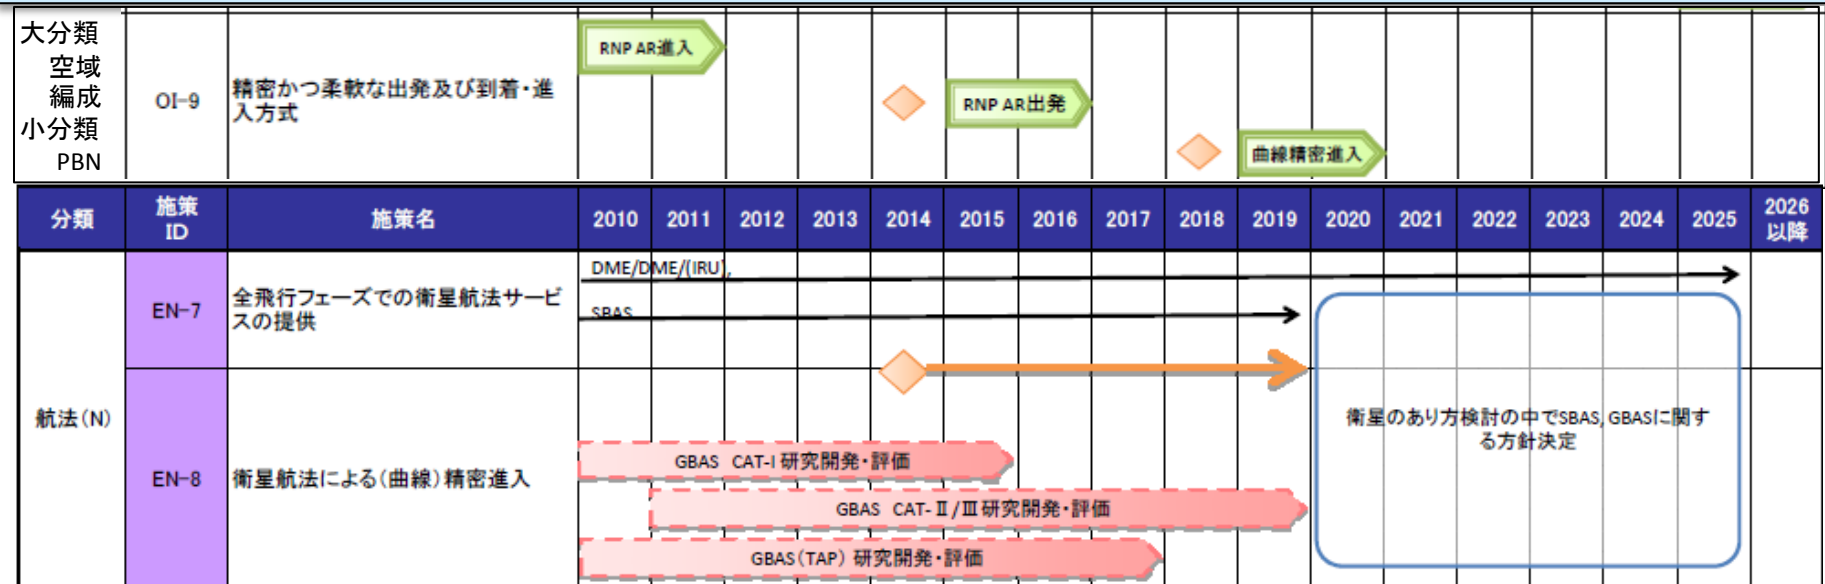 大分類
空域
編成
小分類
PBN
OI-9
精密かつ柔軟な出発及び到着・進
入方式
RNP AR進入
RNP AR出発
曲線精密進入
分類
施策
ID
施策名
2010
2011
2012
2013
2014
2015
2016
2017
2018
2019
2020
2021
2022
2023
2024
2025
2026
以降
航法(N)
EN-7
全飛行フェーズでの衛星航法サービ
スの提供
DME/DME/(IRU),
SBAS
EN-8
衛星航法による(曲線)精密進入
GBAS CAT-I 研究開発・評価
GBAS CAT-Ⅱ/Ⅲ研究開発・評価
GBAS(TAP) 研究開発・評価
衛星のあり方検討の中でSBAS, GBASに関す
る方針決定